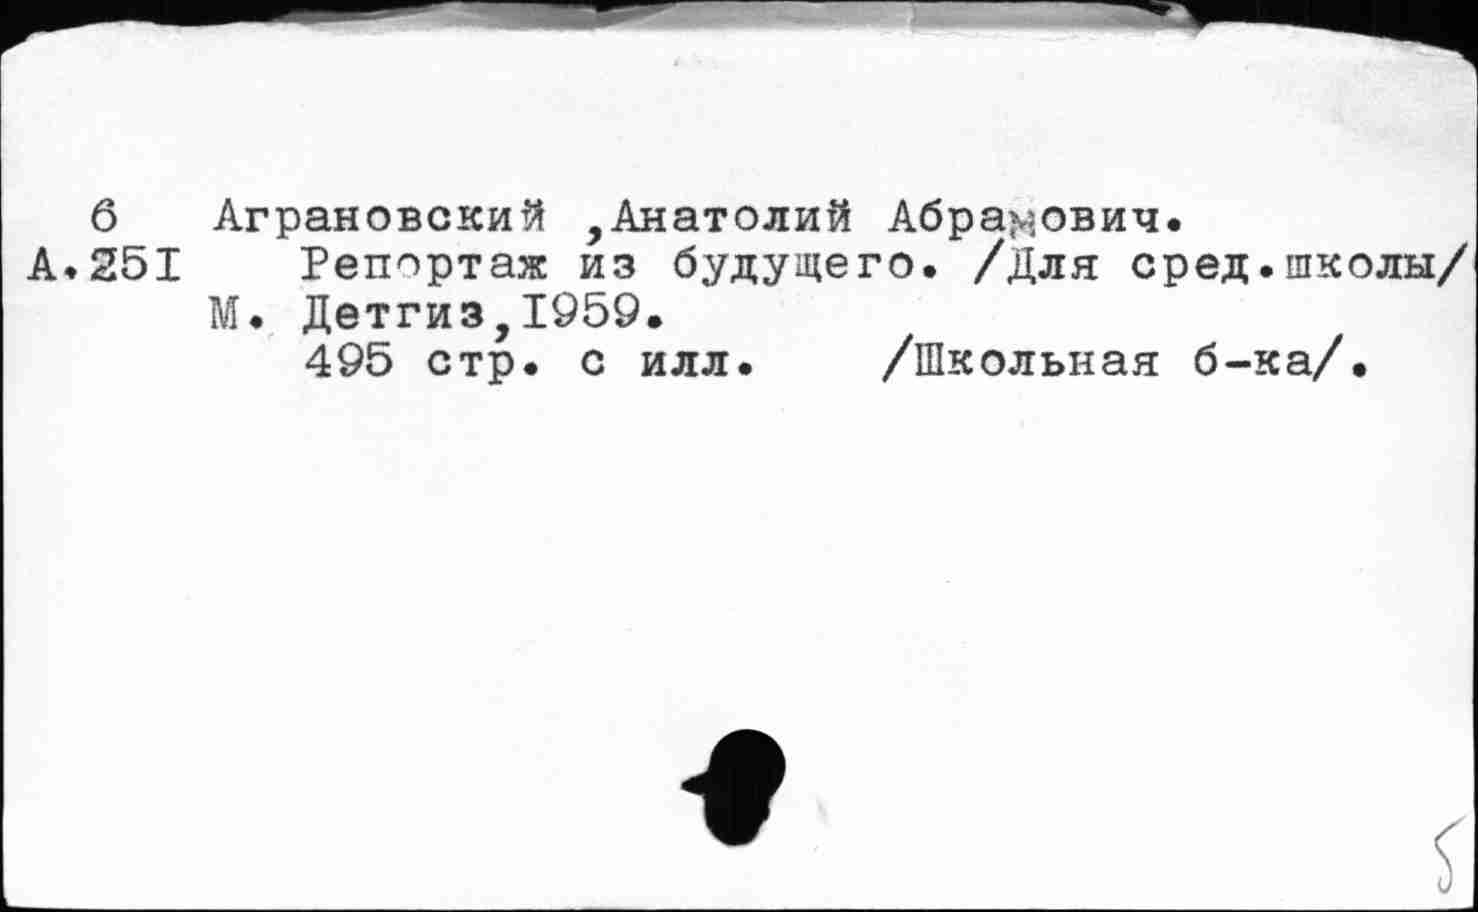 6 Аграновский ,Анатолий Абрамович.
А.251 Репортаж из будущего. /Для сред.школы/
М. Детгиз,1959.
495 стр. с илл. /Школьная б-ка/.
5